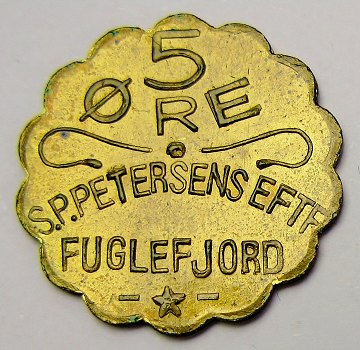 5
ØRE
S.P.PETERSENS EFTF
FUGLEFJORD